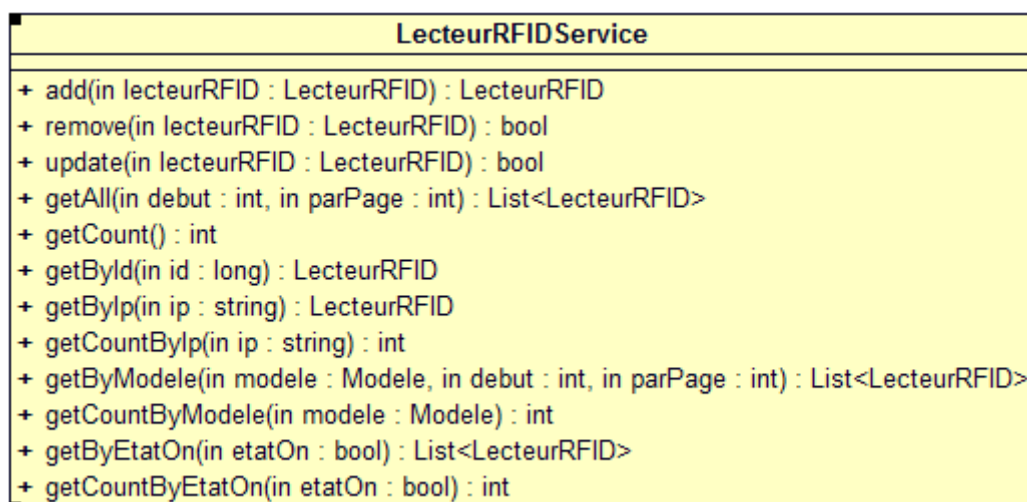 LecteurRFIDService
+ add(in lecteurRFID : LecteurRFID) : LecteurRFID
+ remove(in lecteurRFID : LecteurRFID) : bool
+ update(in lecteurRFID : LecteurRFID) : bool
+ getAll(in debut : int, in parPage : int) : List<LecteurRFID>
+ getCount() : int
+ getById(in id : long) : LecteurRFID
+ getByIp(in ip : string) : LecteurRFID
+ getCountByIp(in ip : string) : int
+ getByModele(in modele : Modele, in debut : int, in parPage : int) : List<LecteurRFID>
+ getCountByModele(in modele : Modele) : int
+ getByEtatOn(in etatOn : bool) : List<LecteurRFID>
+ getCountByEtatOn(in etatOn : bool) : int